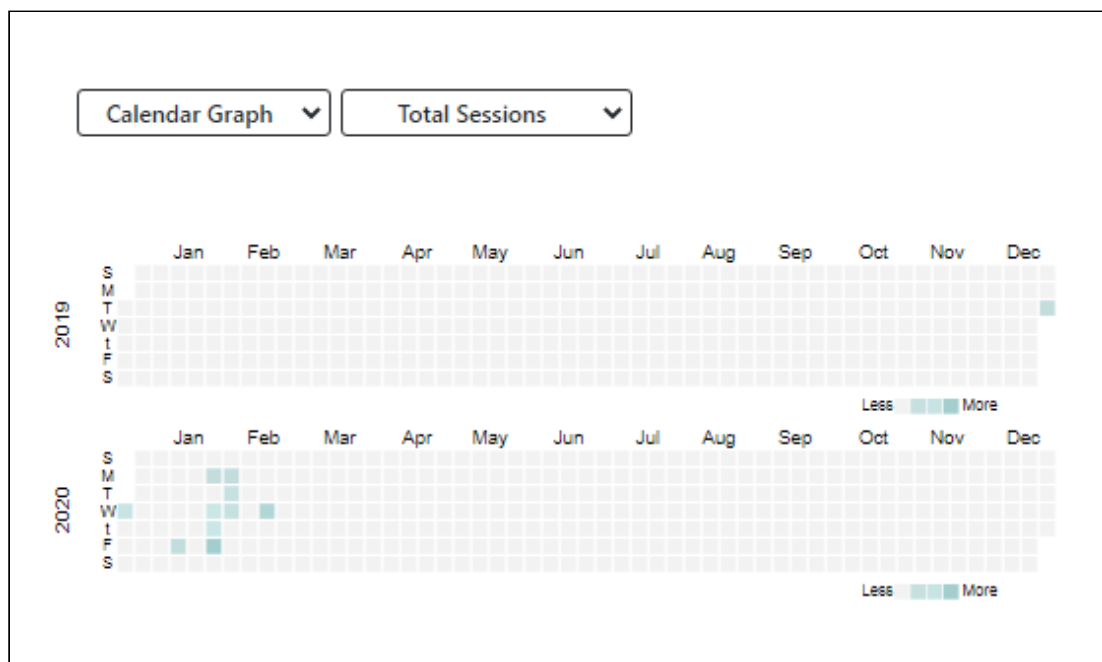 Calendar Graph Total Sessions
Jan Feb Mar Apr May Jun Jul Aug Sep Oct Nov Dec
S
M
T
W
t
F
S
2019
Less More
Jan Feb Mar Apr May Jun Jul Aug Sep Oct Nov Dec
S
M
T
W
t
F
S
2020
Less More